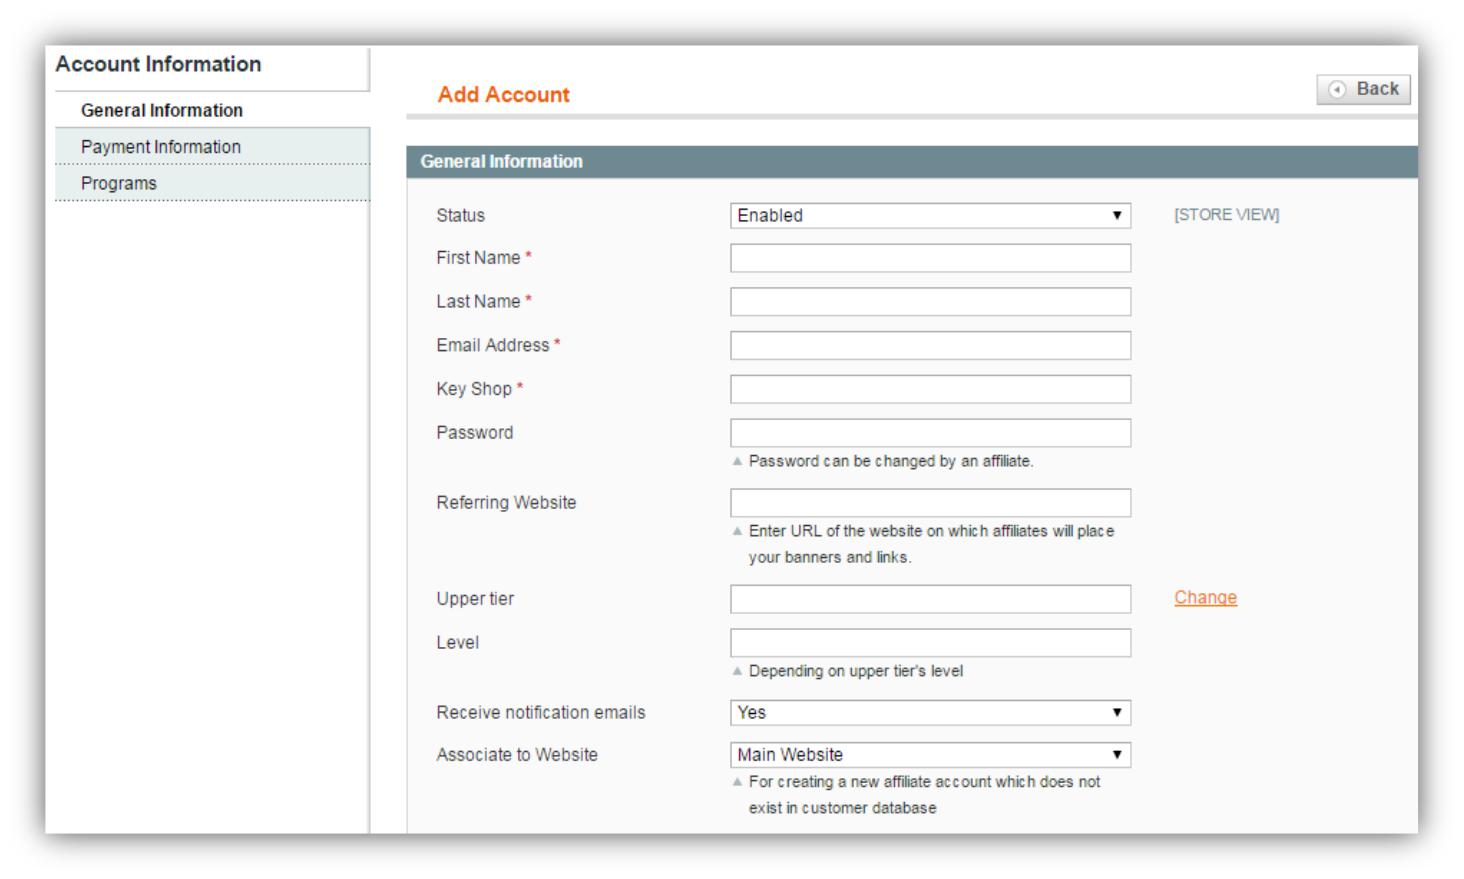 Account Information
General Information
Payment Information
Programs
Add Account
Back
General Information
Status
Enabled
[STORE VIEW]
First Name *
Last Name *
Email Address *
Key Shop *
Password
Password can be changed by an affiliate.
Referring Website
Enter URL of the website on which affiliates will place
your banners and links.
Upper tier
Change
Level
Depending on upper tier's level
Receive notification emails
Yes
Associate to Website
Main Website
For creating a new affiliate account which does not
exist in customer database